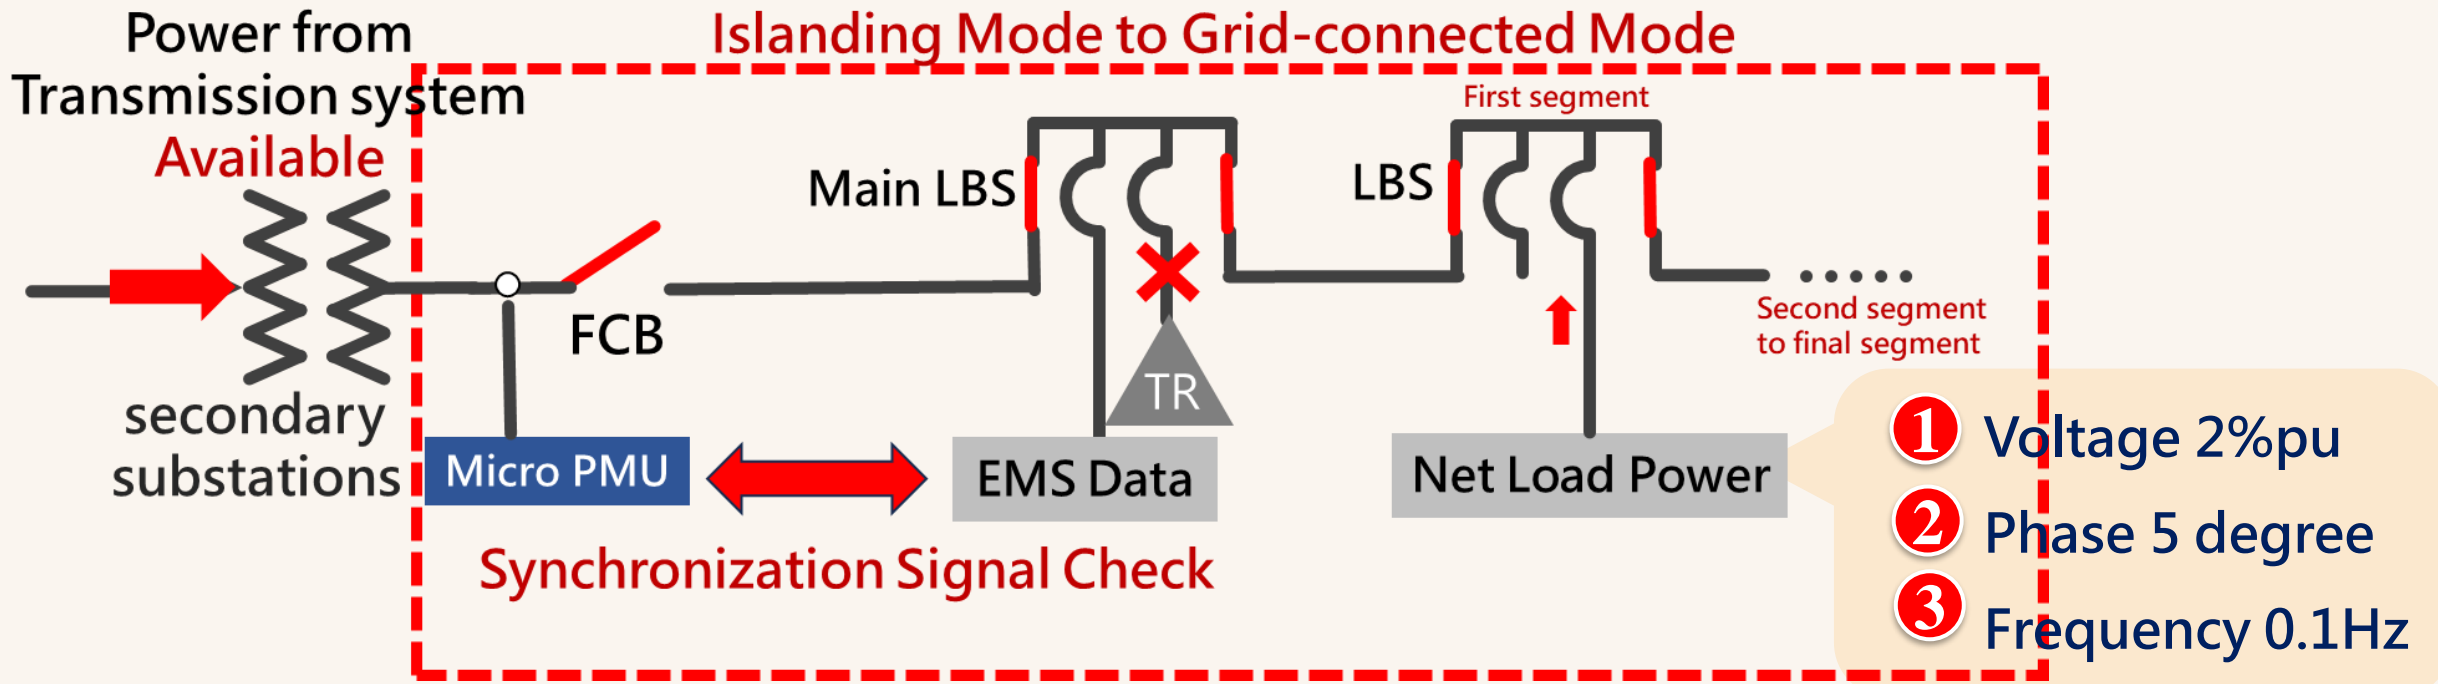 Power from
Transmission system
Available
Islanding Mode to Grid-connected Mode
First segment
Main LBS
LBS
FCB
TR
Second segment
to final segment
secondary
substations
Micro PMU
EMS Data
Net Load Power
Synchronization Signal Check
1 Voltage 2%pu
2 Phase 5 degree
3 Frequency 0.1Hz